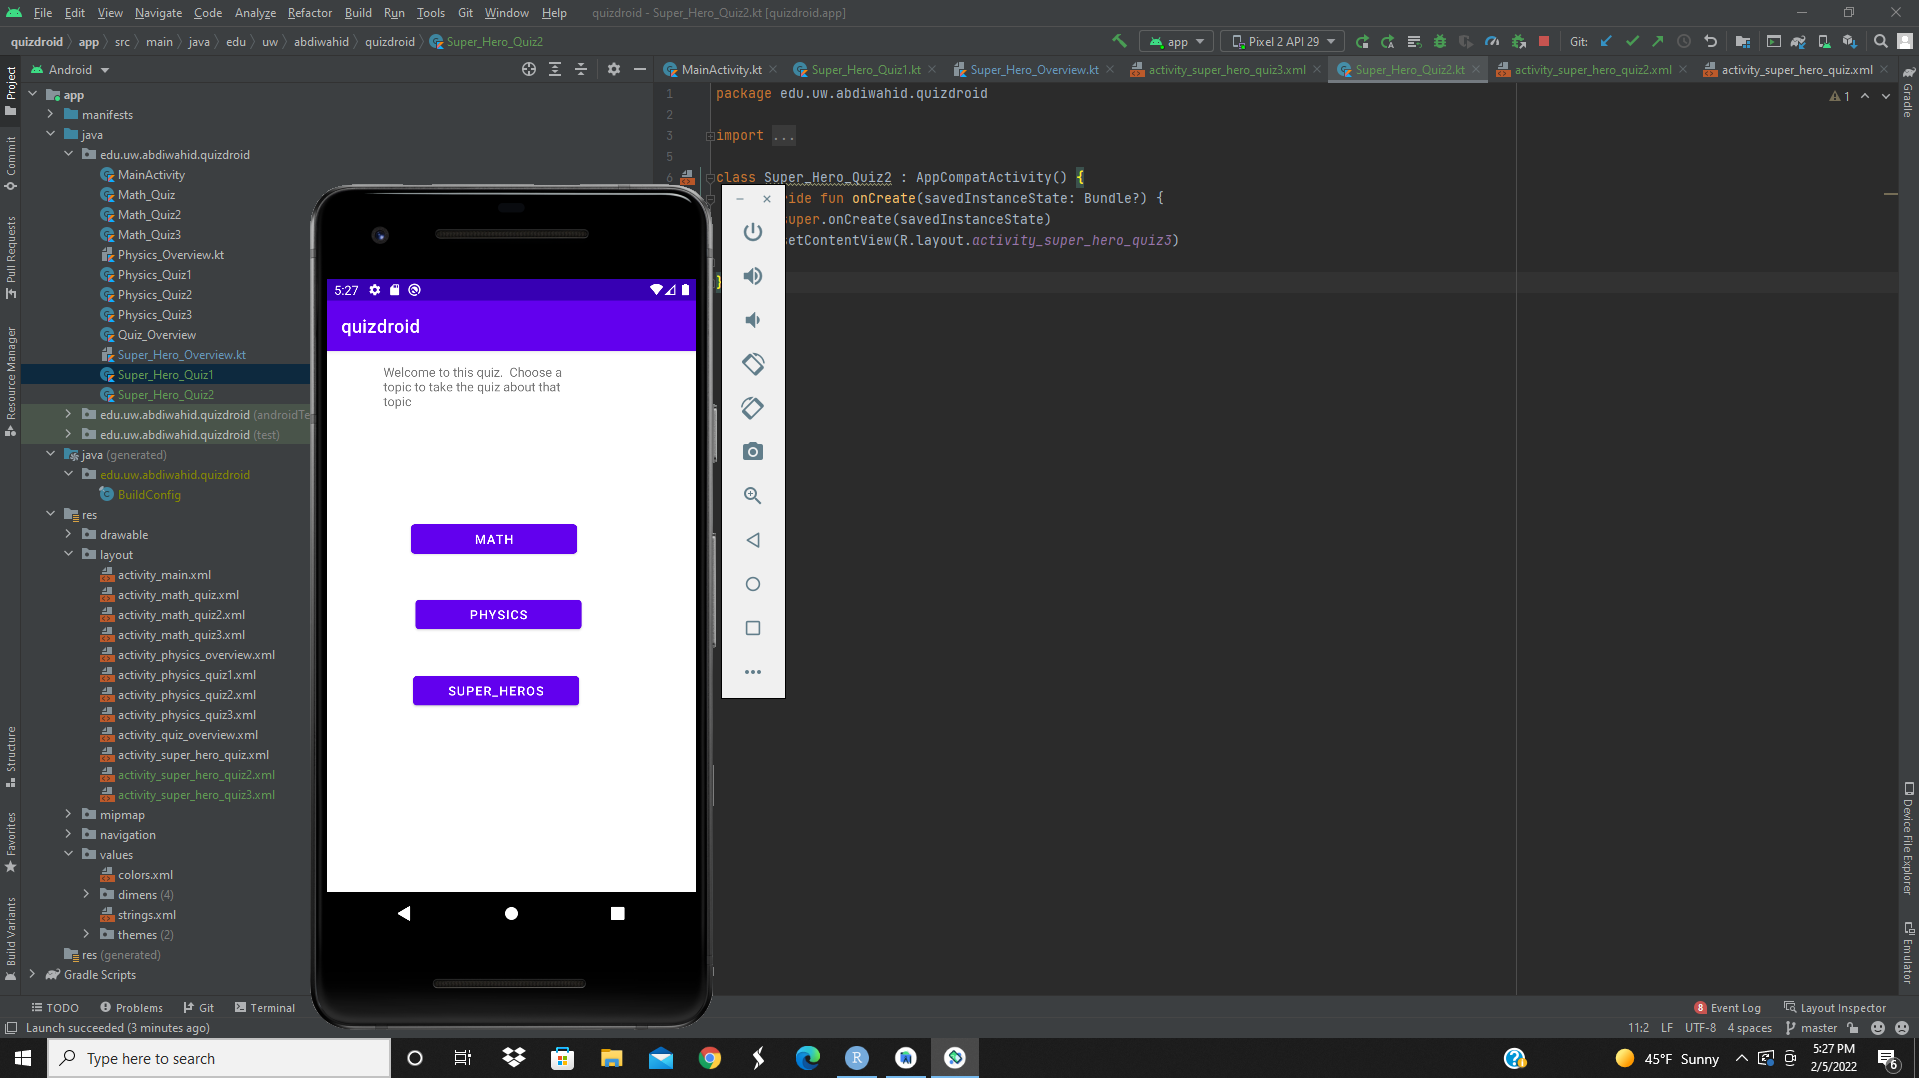 File Edit View Navigate Code Analyze Refactor Build Run Tools Git Window Help quizdroid - Super_Hero_Quiz2.kt [quizdroid.app]
quizdroid app src main java edu uw abdiwahid quizdroid Super_Hero_Quiz2 app Pixel 2 API 29 Git:
Android
MainActivity.kt Super_Hero_Quiz1.kt Super_Hero_Overview.kt activity_super_hero_quiz3.xml Super_Hero_Quiz2.kt activity_super_hero_quiz2.xml activity_super_hero_quiz.xml
Project
Commit
Pull Requests
Resource Manager
Structure
Favorites
Build Variants
app
manifests
java
edu.uw.abdiwahid.quizdroid
MainActivity
Math_Quiz
Math_Quiz2
Math_Quiz3
Physics_Overview.kt
Physics_Quiz1
Physics_Quiz2
Physics_Quiz3
Quiz_Overview
Super_Hero_Overview.kt
Super_Hero_Quiz1
Super_Hero_Quiz2
edu.uw.abdiwahid.quizdroid (androidTe
edu.uw.abdiwahid.quizdroid (test)
java (generated)
edu.uw.abdiwahid.quizdroid
BuildConfig
res
drawable
layout
activity_main.xml
activity_math_quiz.xml
activity_math_quiz2.xml
activity_math_quiz3.xml
activity_physics_overview.xml
activity_physics_quiz1.xml
activity_physics_quiz2.xml
activity_physics_quiz3.xml
activity_quiz_overview.xml
activity_super_hero_quiz.xml
activity_super_hero_quiz2.xml
activity_super_hero_quiz3.xml
mipmap
navigation
values
colors.xml
dimens (4)
strings.xml
themes (2)
res (generated)
Gradle Scripts
5:27
quizdroid
Welcome to this quiz. Choose a
topic to take the quiz about that
topic
MATH
PHYSICS
SUPER_HEROS
1 package edu.uw.abdiwahid.quizdroid
2
3 import ...
5
6 class Super_Hero_Quiz2 : AppCompatActivity() {
ide fun onCreate(savedInstanceState: Bundle?) {
super.onCreate(savedInstanceState)
setContentView(R.layout.activity_super_hero_quiz3)
}
1
Gradle
Device File Explorer
Emulator
TODO Problems Git Terminal 8 Event Log Layout Inspector
Launch succeeded (3 minutes ago) 11:2 LF UTF-8 4 spaces master
Type here to search
R
45°F Sunny
5:27 PM
2/5/2022
6